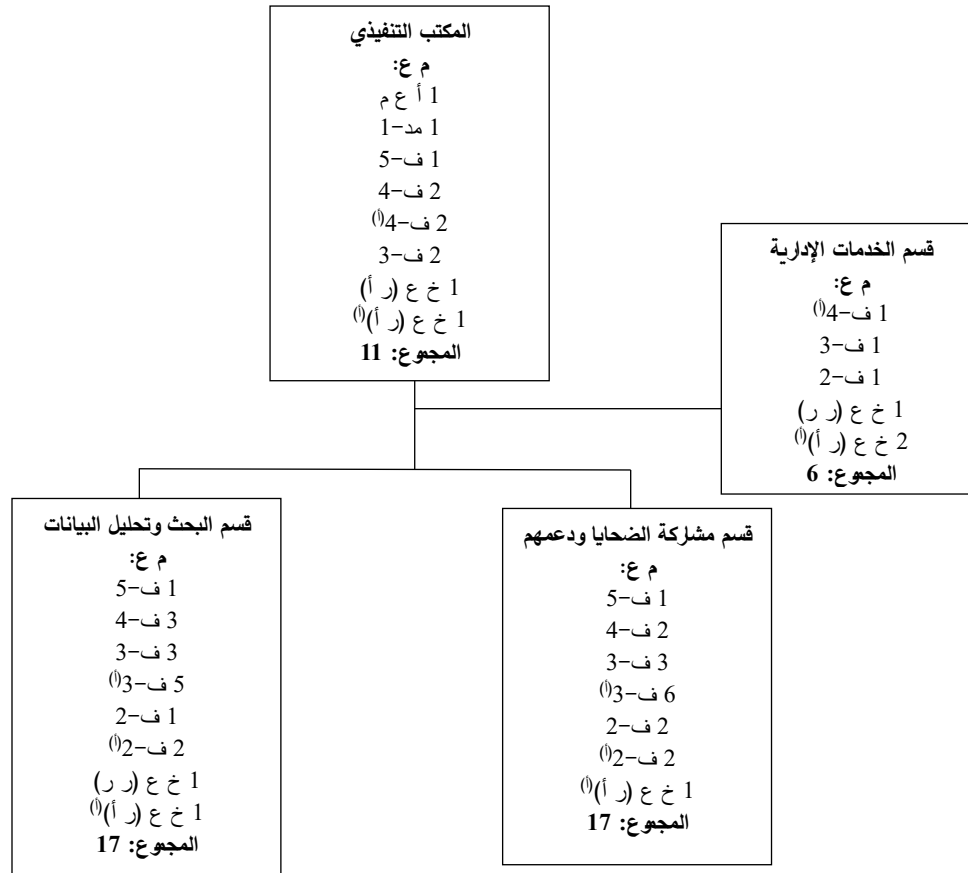 المكتب التنفيذي
م ع:
1 أ ع م
1 مد-1
1 ف-5
2 ف-4
2 ف-4(أ)
2 ف-3
1 خ ع (ر أ)
1 خ ع (ر أ)(أ)
المجموع: 11
قسم الخدمات الإدارية
م ع:
1 ف-4(أ)
1 ف-3
1 ف-2
1 خ ع (ر ر)
2 خ ع (ر أ)(أ)
المجموع: 6
قسم مشاركة الضحايا ودعمهم
م ع:
1 ف-5
2 ف-4
3 ف-3
6 ف-3(أ)
2 ف-2
2 ف-2(أ)
1 خ ع (ر أ)(أ)
المجموع: 17
قسم البحث وتحليل البيانات
م ع:
1 ف-5
3 ف-4
3 ف-3
5 ف-3(أ)
1 ف-2
2 ف-2(أ)
1 خ ع (ر ر)
1 خ ع (ر أ)(أ)
المجموع: 17